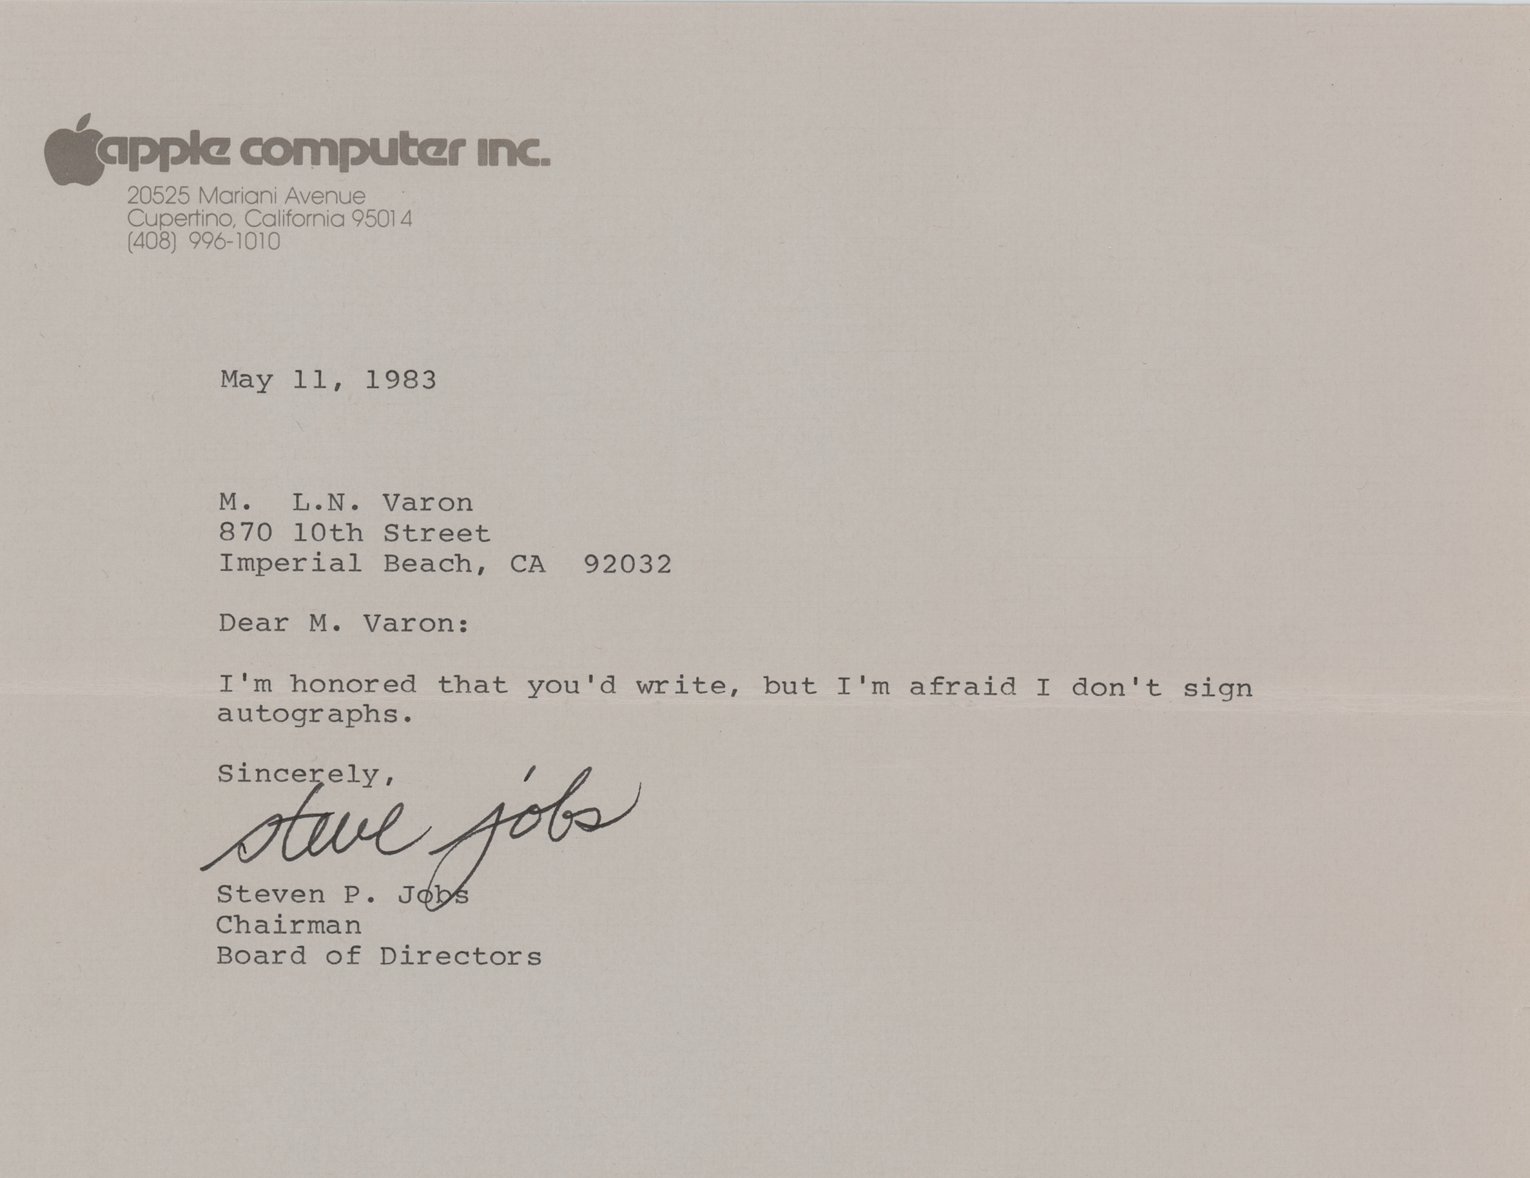 apple computer inc.
20525 Mariani Avenue
Cupertino, California 95014
(408) 996-1010
May 11, 1983
M.  L.N. Varon
870 10th Street
Imperial Beach, CA  92032
Dear M. Varon:
I'm honored that you'd write, but I'm afraid I don't sign
autographs.
Sincerely,
steve jobs
Steven P. Jobs
Chairman
Board of Directors